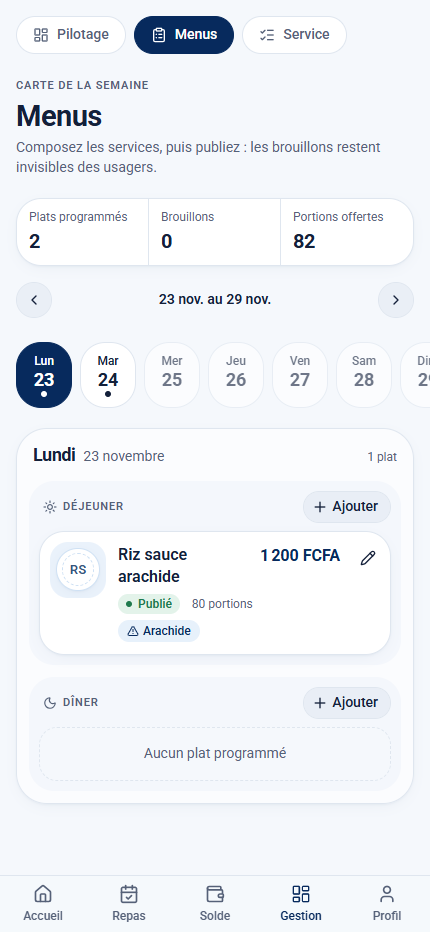 Pilotage
Menus
Service
CARTE DE LA SEMAINE
Menus
Composez les services, puis publiez : les brouillons restent
invisibles des usagers.
Plats programmés
Brouillons
Portions offertes
2
0
82
23 nov. au 29 nov.
Lun
Mar
Mer
Jeu
Ven
Sam
23
24
25
26
27
28
Lundi 23 novembre
1 plat
DÉJEUNER
Ajouter
RS
Riz sauce
arachide
1 200 FCFA
Publié
80 portions
Arachide
DÎNER
Ajouter
Aucun plat programmé
Accueil
Repas
Solde
Gestion
Profil